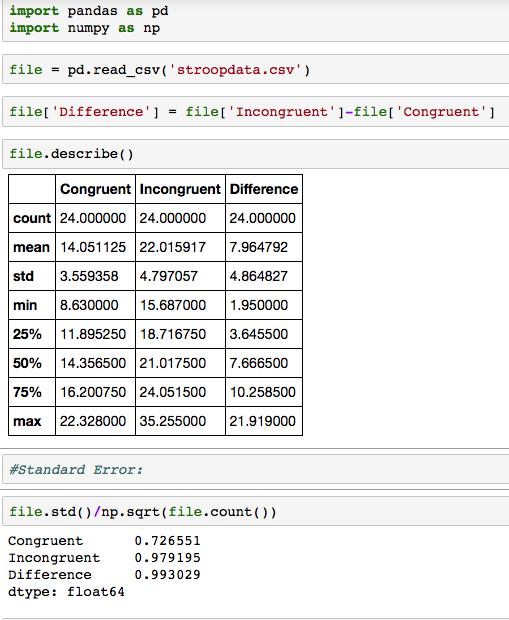 import pandas as pd
import numpy as np
file = pd.read_csv('stroopdata.csv')
file['Difference'] = file['Incongruent']-file['Congruent']
file.describe()
Congruent Incongruent Difference
count 24.000000 24.000000 24.000000
mean 14.051125 22.015917 7.964792
std 3.559358 4.797057 4.864827
min 8.630000 15.687000 1.950000
25% 11.895250 18.716750 3.645500
50% 14.356500 21.017500 7.666500
75% 16.200750 24.051500 10.258500
max 22.328000 35.255000 21.919000
#Standard Error:
file.std()/np.sqrt(file.count())
Congruent 0.726551
Incongruent 0.979195
Difference 0.993029
dtype: float64